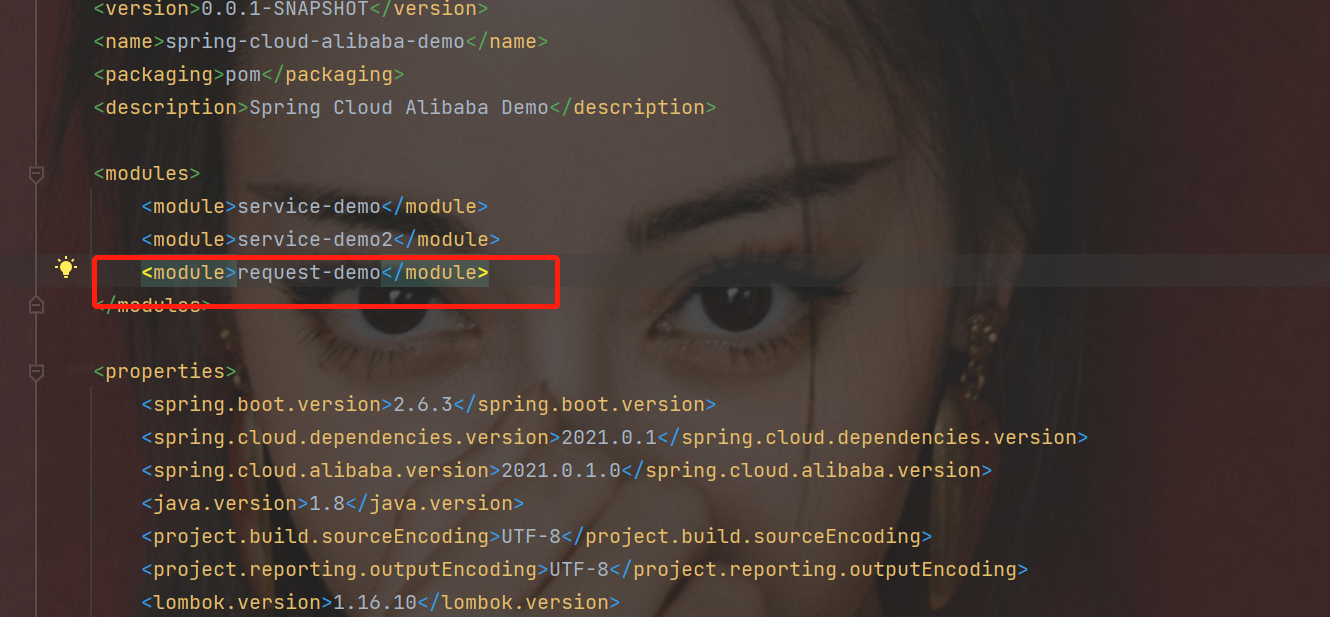 <version>0.0.1-SNAPSHOT</version>
<name>spring-cloud-alibaba-demo</name>
<packaging>pom</packaging>
<description>Spring Cloud Alibaba Demo</description>
<modules>
<module>service-demo</module>
<module>service-demo2</module>
<module>request-demo</module>
</modules>
<properties>
<spring.boot.version>2.6.3</spring.boot.version>
<spring.cloud.dependencies.version>2021.0.1</spring.cloud.dependencies.version>
<spring.cloud.alibaba.version>2021.0.1.0</spring.cloud.alibaba.version>
<java.version>1.8</java.version>
<project.build.sourceEncoding>UTF-8</project.build.sourceEncoding>
<project.reporting.outputEncoding>UTF-8</project.reporting.outputEncoding>
<lombok.version>1.16.10</lombok.version>